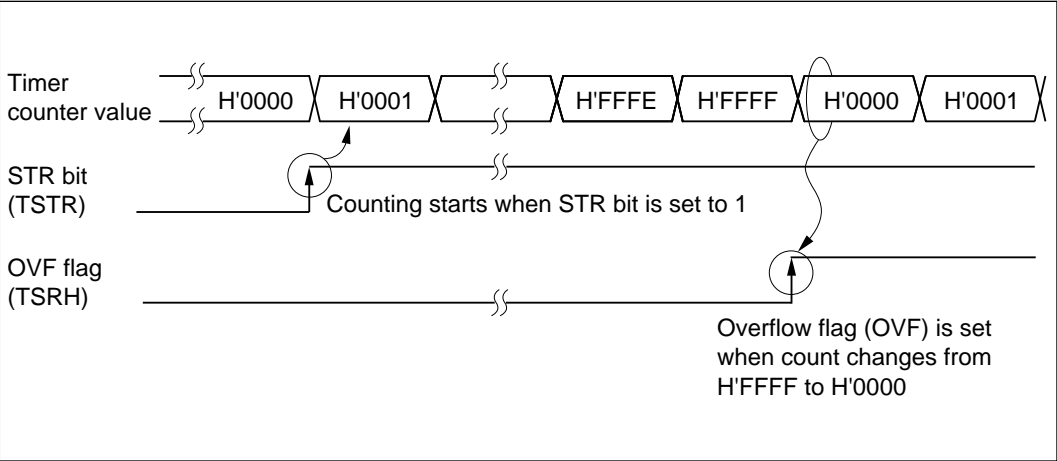 Timer
counter value
H'0000 H'0001 H'FFFE H'FFFF H'0000 H'0001
STR bit
(TSTR)
Counting starts when STR bit is set to 1
OVF flag
(TSRH)
Overflow flag (OVF) is set
when count changes from
H'FFFF to H'0000